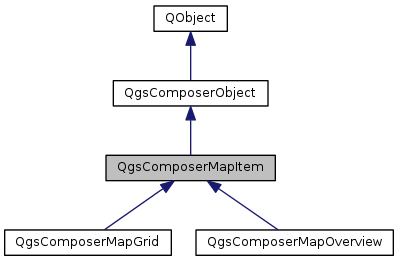 QObject
QgsComposerObject
QgsComposerMapItem
QgsComposerMapGrid
QgsComposerMapOverview